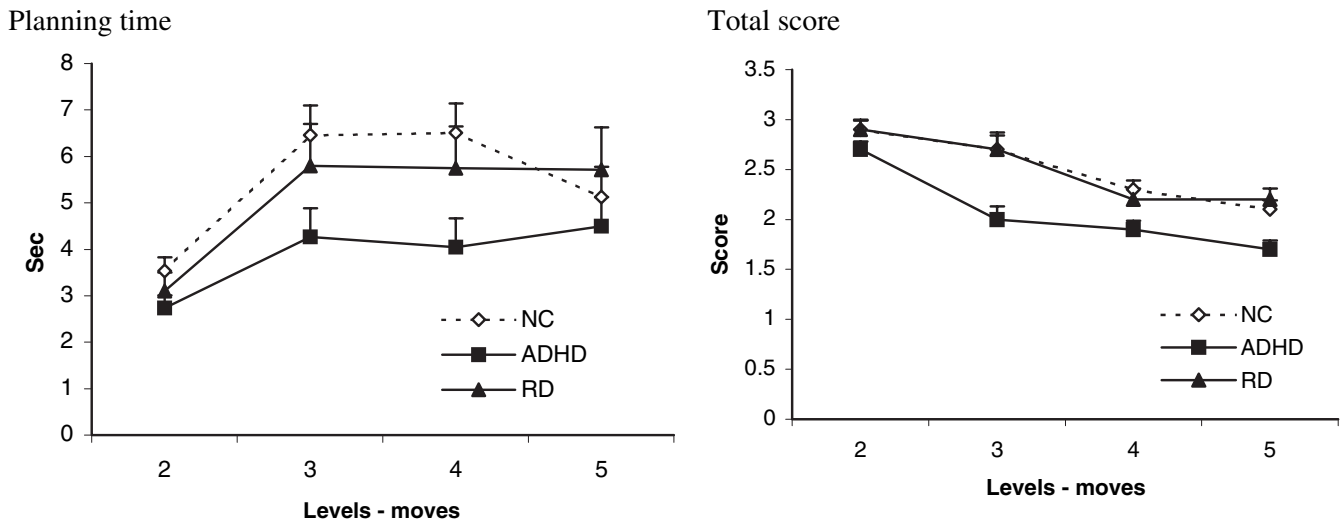 Planning time
8
7
6
5
4
3
2
1
0
Sec
2 3 4 5
Levels - moves
NC
ADHD
RD
Total score
3.5
3
2.5
2
1.5
1
0.5
0
Score
2 3 4 5
Levels - moves
NC
ADHD
RD